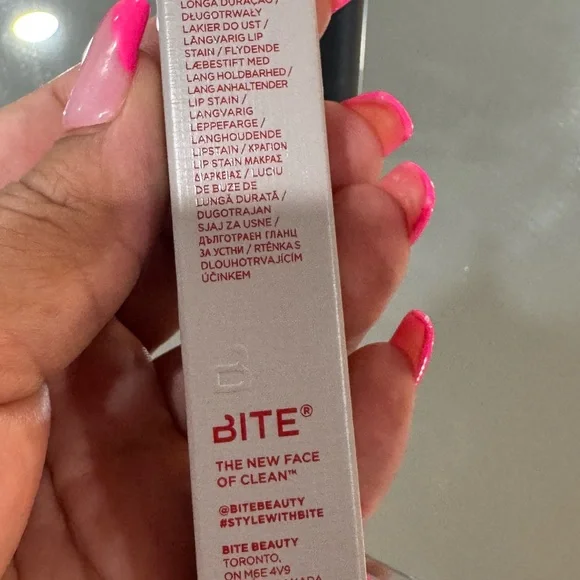 LONGA DURAÇÃO /
DŁUGOTRWAŁY
LAKIER DO UST /
LÅNGVARIG LIP
STAIN / FLYDENDE
LÆBESTIFT MED
LANG HOLDBARHED /
LANG ANHALTENDER
LIP STAIN /
LANGVARIG
LEPPEFARGE /
LANGHOUDENDE
LIPSTAIN / ΚΡΑΓΙΟΝ
LIP STAIN ΜΑΚΡΑΣ
ΔΙΑΡΚΕΙΑΣ / LUCIU
DE BUZE DE
LUNGĂ DURATĂ /
DUGOTRAJAN
SJAJ ZA USNE /
ДЪЛГОТРАЕН ГЛАНЦ
ЗА УСТНИ / RTĚNKA S
DLOUHOTRVAJÍCÍM
ÚČINKEM
B
BITE®
THE NEW FACE
OF CLEAN™
@BITEBEAUTY
#STYLEWITHBITE
BITE BEAUTY
TORONTO,
ON M6E 4V9